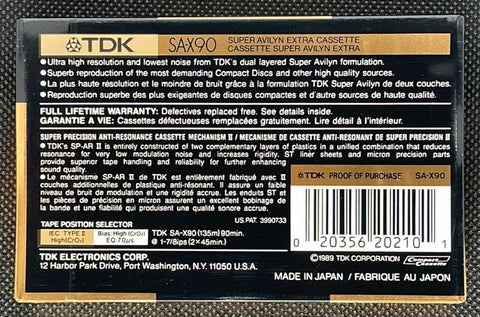 TDK SA-X90 SUPER AVILYN EXTRA CASSETTE
CASSETTE SUPER AVILYN EXTRA
• Ultra high resolution and lowest noise from TDK's dual layered Super Avilyn formulation.
• Superb reproduction of the most demanding Compact Discs and other high quality sources.
• La plus haute résolution et le moindre de bruit grâce à la formulation TDK Super Avilyn de deux couches.
• Reproduction superbe des plus exigeantes de disques compacts et d'autre sources de haute qualité.
FULL LIFETIME WARRANTY: Defectives replaced free. See details inside.
GARANTIE A VIE: Cassettes défectueuses remplacées gratuitement. Lire détail à l'intérieur.
SUPER PRECISION ANTI-RESONANCE CASSETTE MECHANISM II / MECANISME DE CASSETTE ANTI-RESONANT DE SUPER PRECISION II
• TDK's SP-AR II is entirely constructed of two complementary layers of plastics in a unified combination that reduces
resonance for very low modulation noise and increases rigidity. ST liner sheets and micron precision parts
provide superior tape handling and reliability for further enhancing
sound quality.
• Le mécanisme SP-AR II de TDK est entièrement fabriqué avec II
couches additionnelles de plastique anti-résonnant. Il assure un faible
niveau de bruit de modulation et une rigidité accrue. Les enduits ST et
les pièces de précision en micron assurent un excellent bobinage de
la bande et une fiabilité qui produit un son de qualité accrue.
US PAT. 3990733
TDK PROOF OF PURCHASE SA-X90
0 20356 20210 1
TAPE POSITION SELECTOR
IEC TYPE II High(CrO₂) Bias: High(CrO₂) EQ: 70μs
TDK SA-X90 (135m) 90min.
@ 1-7/8ips (2×45min.)
TDK ELECTRONICS CORP.
12 Harbor Park Drive, Port Washington, N.Y. 11050 U.S.A.
©1989 TDK CORPORATION Compact Cassette
MADE IN JAPAN / FABRIQUE AU JAPON